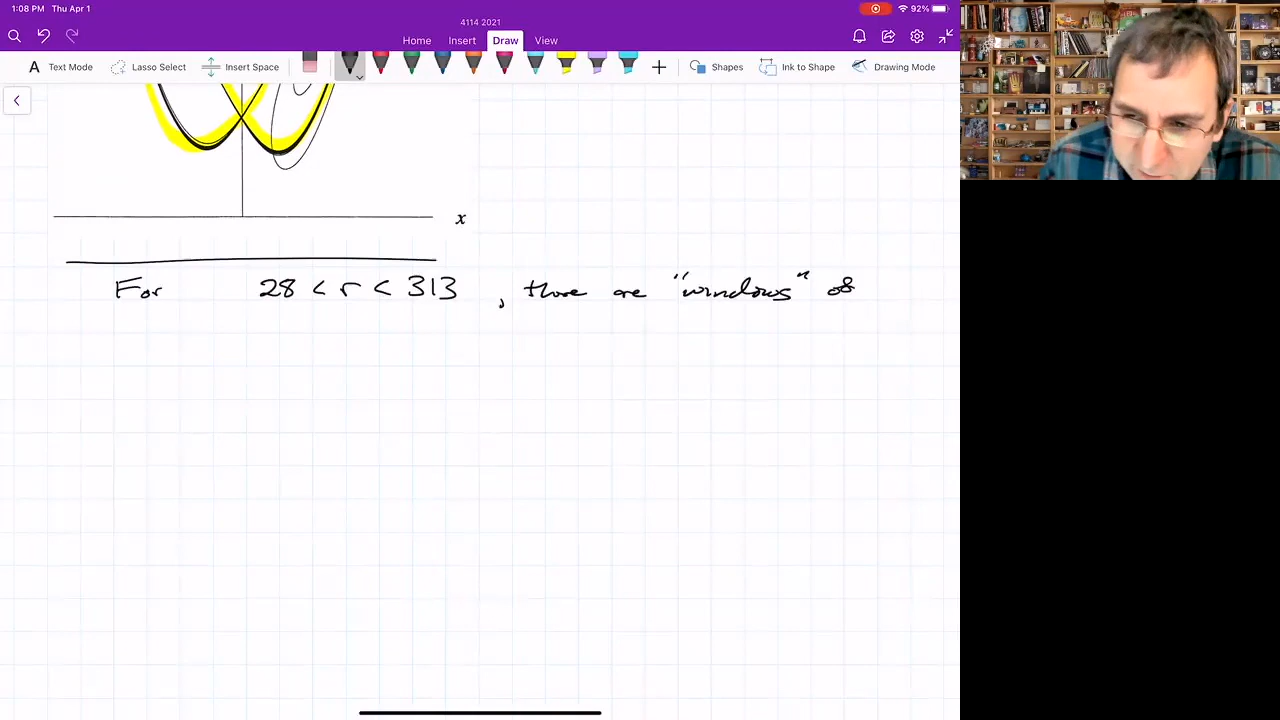 1:08 PM Thu Apr 1
92%
4114 2021
Home Insert Draw View
Text Mode Lasso Select Insert Space Shapes Ink to Shape Drawing Mode
x
For 28 < r < 313, there are "windows" of